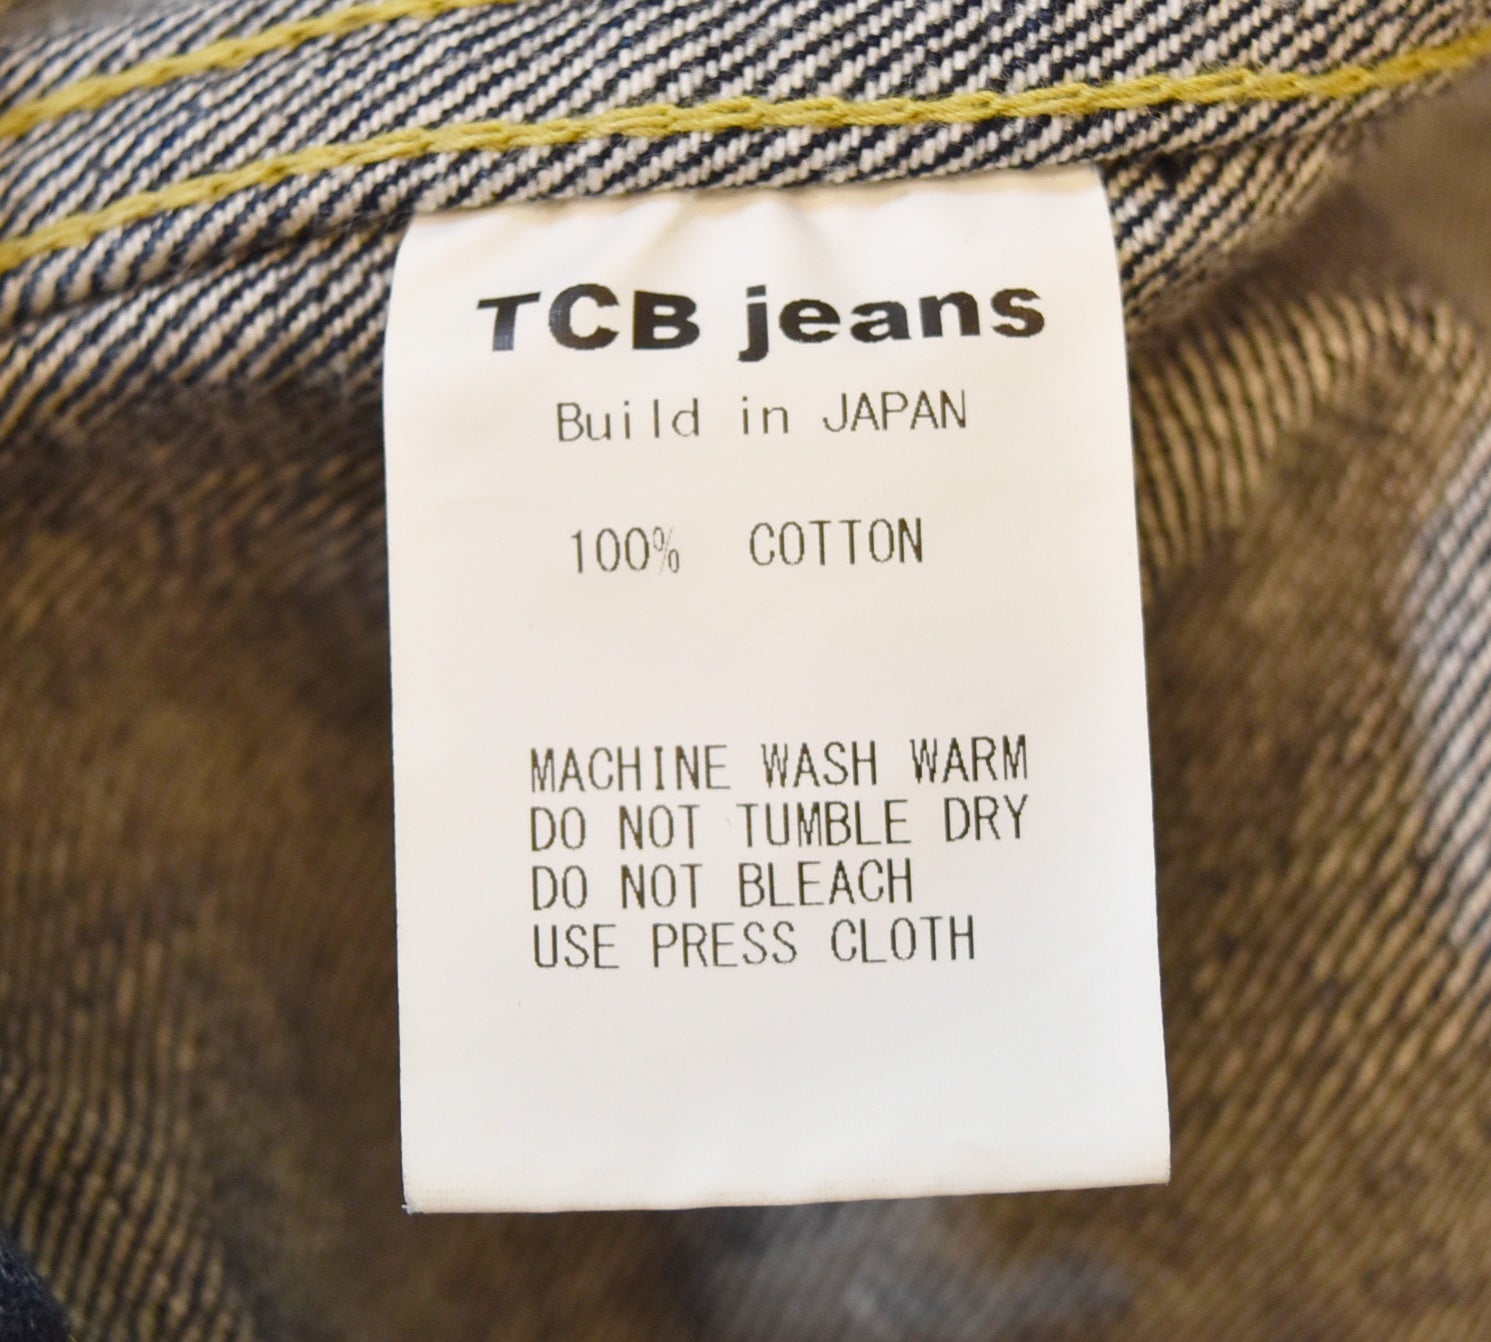 TCB jeans
Build in JAPAN
100% COTTON
MACHINE WASH WARM
DO NOT TUMBLE DRY
DO NOT BLEACH
USE PRESS CLOTH